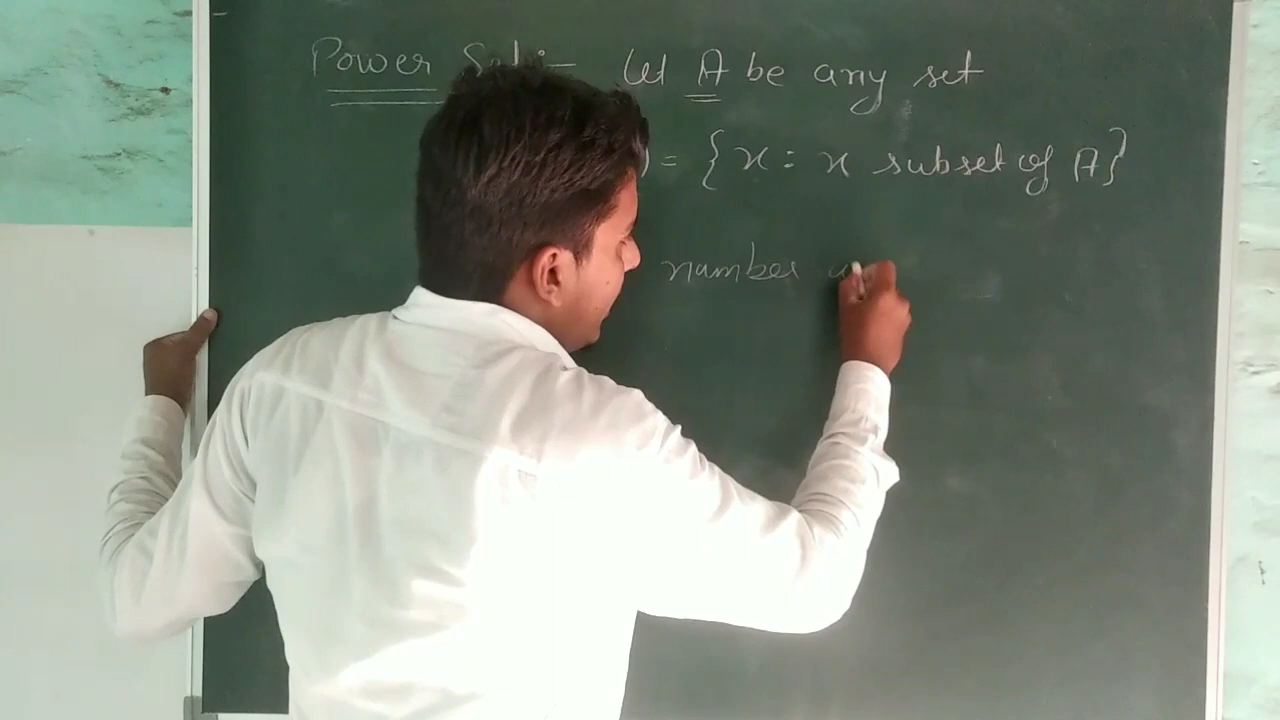 Power Set:- Let A be any set
) = { x : x subset of A}
number